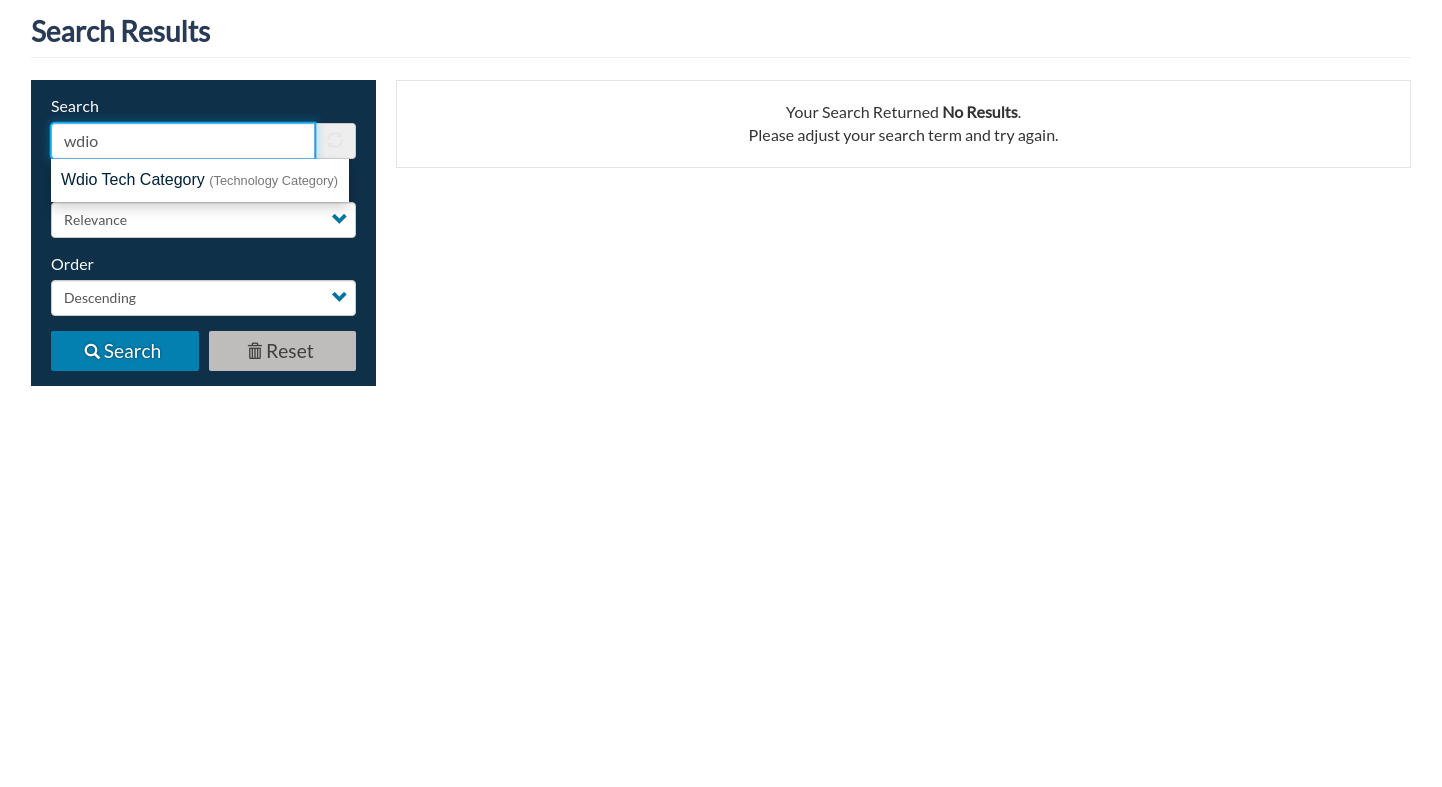 Search Results
Search
wdio
Wdio Tech Category (Technology Category)
Relevance
Order
Descending
Search
Reset
Your Search Returned No Results.
Please adjust your search term and try again.